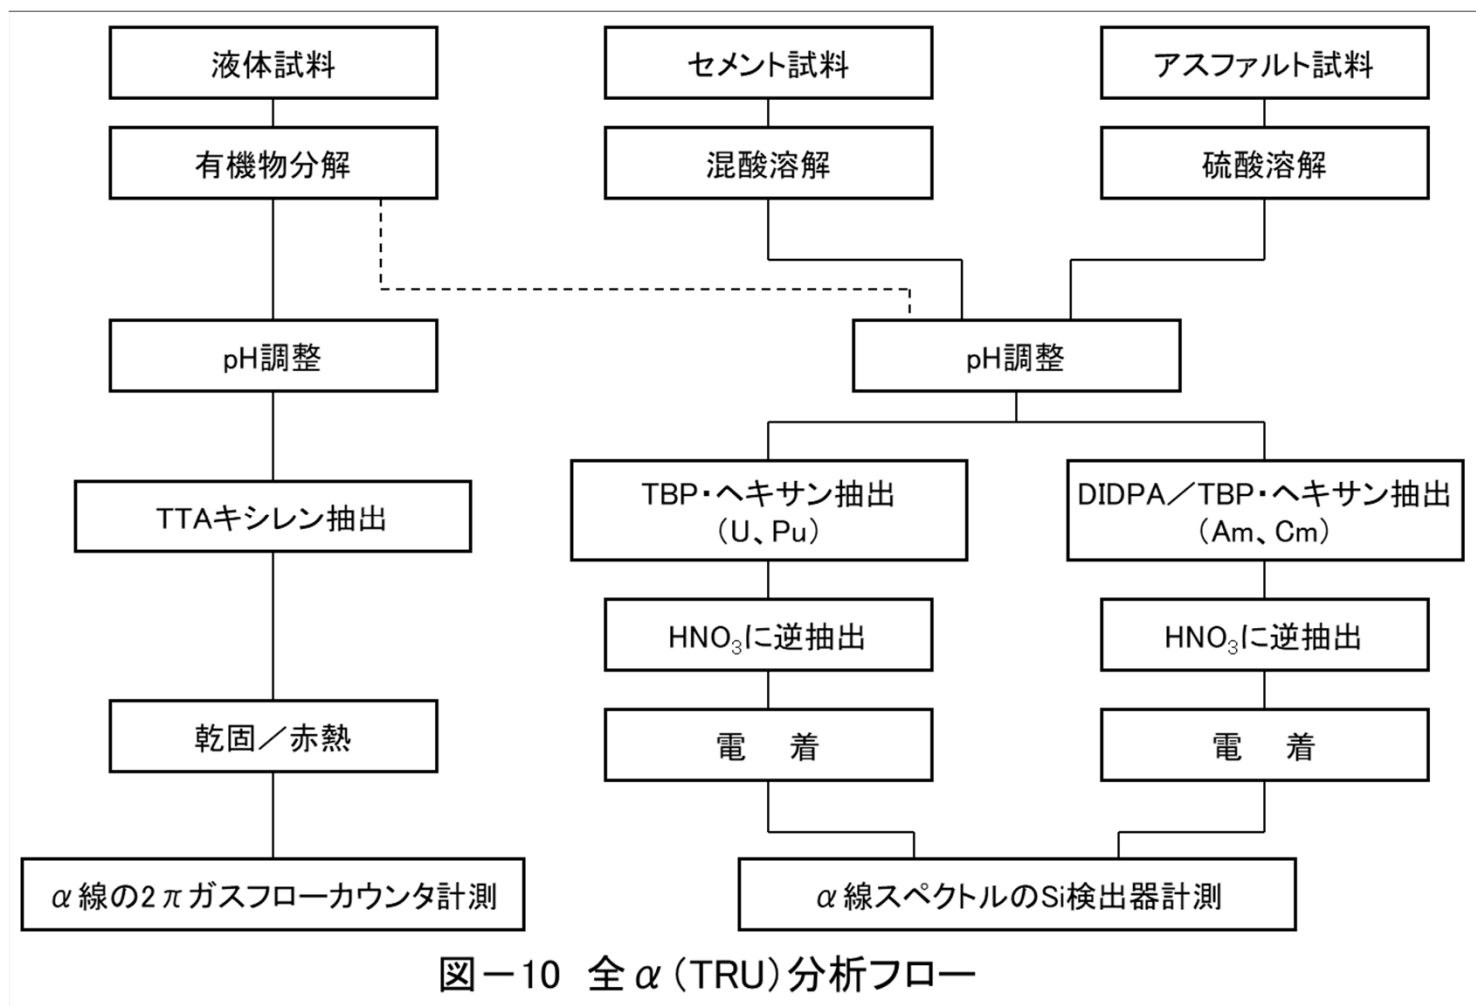 液体試料
セメント試料
アスファルト試料
有機物分解
混酸溶解
硫酸溶解
pH調整
pH調整
TTAキシレン抽出
TBP・ヘキサン抽出
(U、Pu)
DIDPA/TBP・ヘキサン抽出
(Am、Cm)
HNO₃に逆抽出
HNO₃に逆抽出
乾固/赤熱
電 着
電 着
α線の2πガスフローカウンタ計測
α線スペクトルのSi検出器計測
図-10 全α(TRU)分析フロー